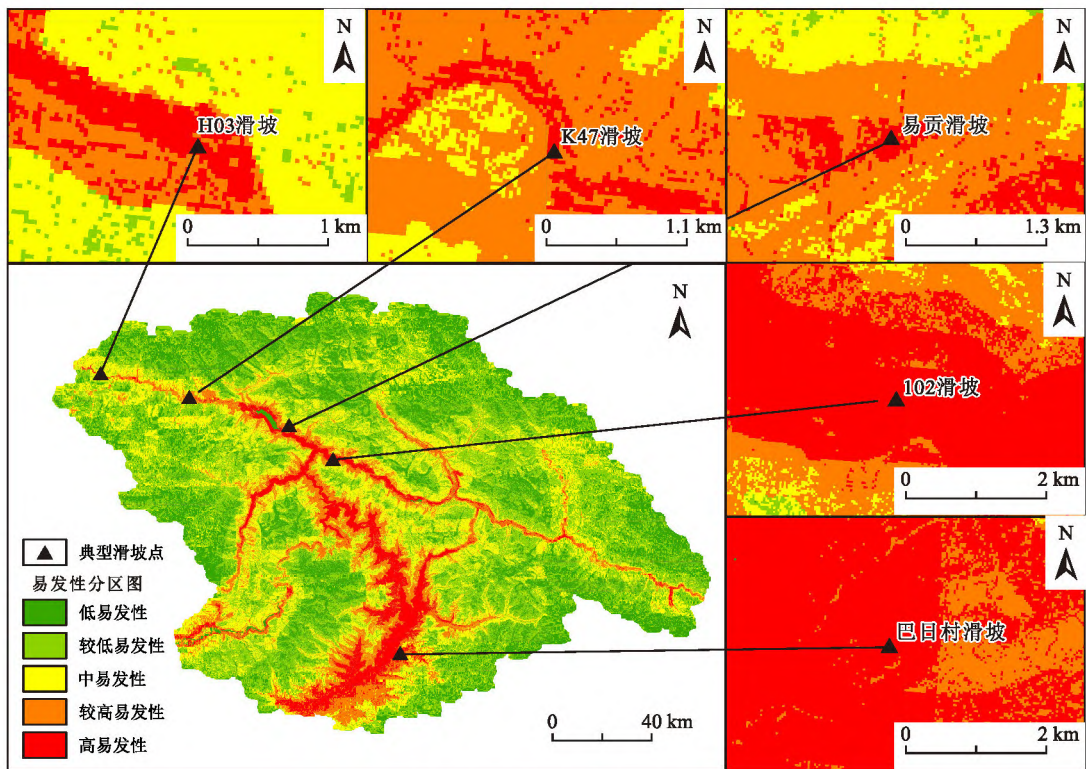 N
H03滑坡
0 1 km
N
K47滑坡
0 1.1 km
N
易贡滑坡
0 1.3 km
N
典型滑坡点
易发性分区图
低易发性
较低易发性
中易发性
较高易发性
高易发性
0 40 km
N
102滑坡
0 2 km
N
巴日村滑坡
0 2 km